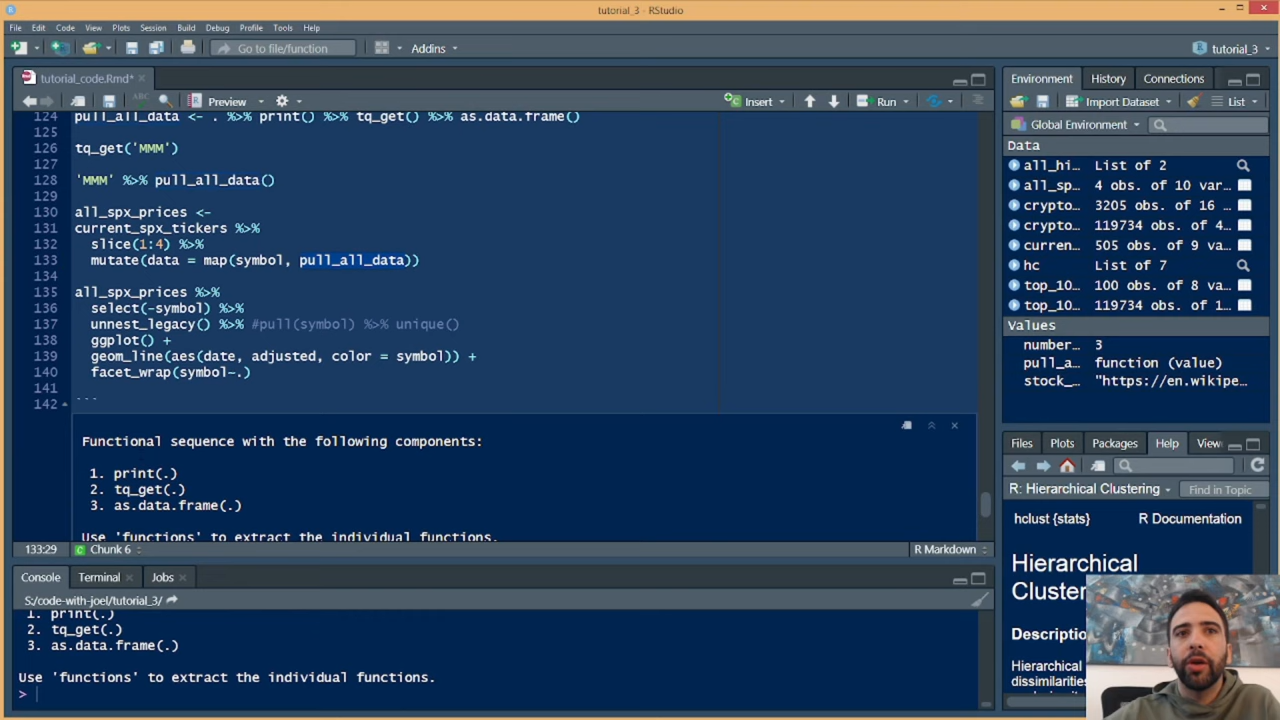 tutorial_3 - RStudio
File Edit Code View Plots Session Build Debug Profile Tools Help
Go to file/function Addins tutorial_3
tutorial_code.Rmd*
ABC Preview Insert Run
124 pull_all_data <- . %>% print() %>% tq_get() %>% as.data.frame()
125
126 tq_get('MMM')
127
128 'MMM' %>% pull_all_data()
129
130 all_spx_prices <-
131 current_spx_tickers %>%
132 slice(1:4) %>%
133 mutate(data = map(symbol, pull_all_data))
134
135 all_spx_prices %>%
136 select(-symbol) %>%
137 unnest_legacy() %>% #pull(symbol) %>% unique()
138 ggplot() +
139 geom_line(aes(date, adjusted, color = symbol)) +
140 facet_wrap(symbol~.)
141
142 ```
Functional sequence with the following components:
1. print(.)
2. tq_get(.)
3. as.data.frame(.)
Use 'functions' to extract the individual functions.
133:29 Chunk 6 R Markdown
Console Terminal Jobs
S:/code-with-joel/tutorial_3/
1. print(.)
2. tq_get(.)
3. as.data.frame(.)
Use 'functions' to extract the individual functions.
>
Environment History Connections
Import Dataset List
Global Environment
Data
all_hi… List of 2
all_sp… 4 obs. of 10 var…
crypto… 3205 obs. of 16
crypto… 119734 obs. of 4…
curren… 505 obs. of 9 va…
hc List of 7
top_10… 100 obs. of 8 va…
top_10… 119734 obs. of 1…
Values
number… 3
pull_a… function (value)
stock_… "https://en.wikipe…
Files Plots Packages Help View
R: Hierarchical Clustering Find in Topic
hclust {stats} R Documentation
Hierarchical
Cluste
Descriptio
Hierarchical
dissimilarities